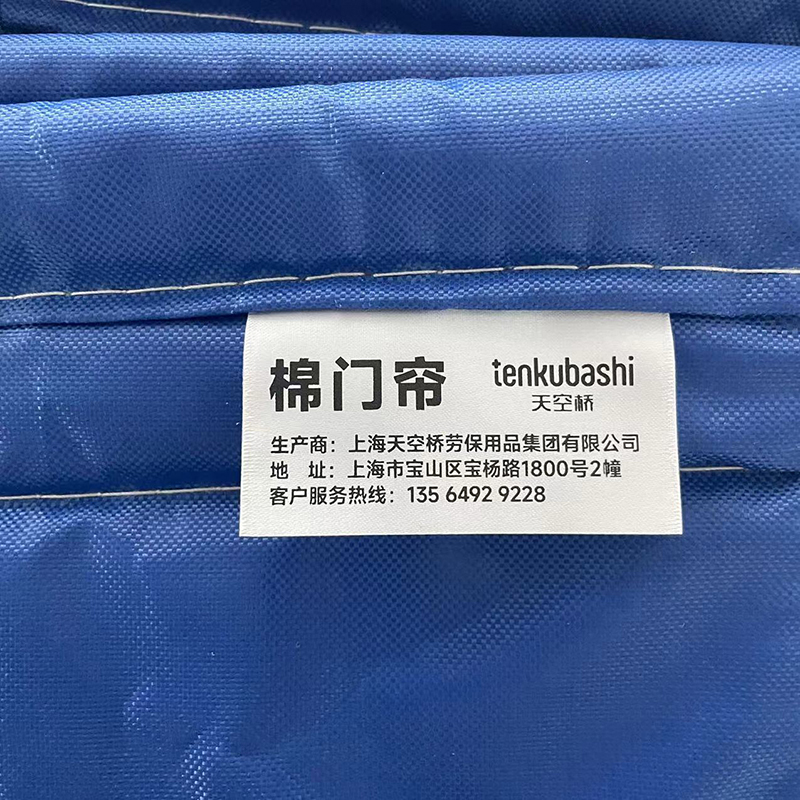 棉门帘
tenkubashi
天空桥
生产商：上海天空桥劳保用品集团有限公司
地 址：上海市宝山区宝杨路1800号2幢
客户服务热线：135 6492 9228